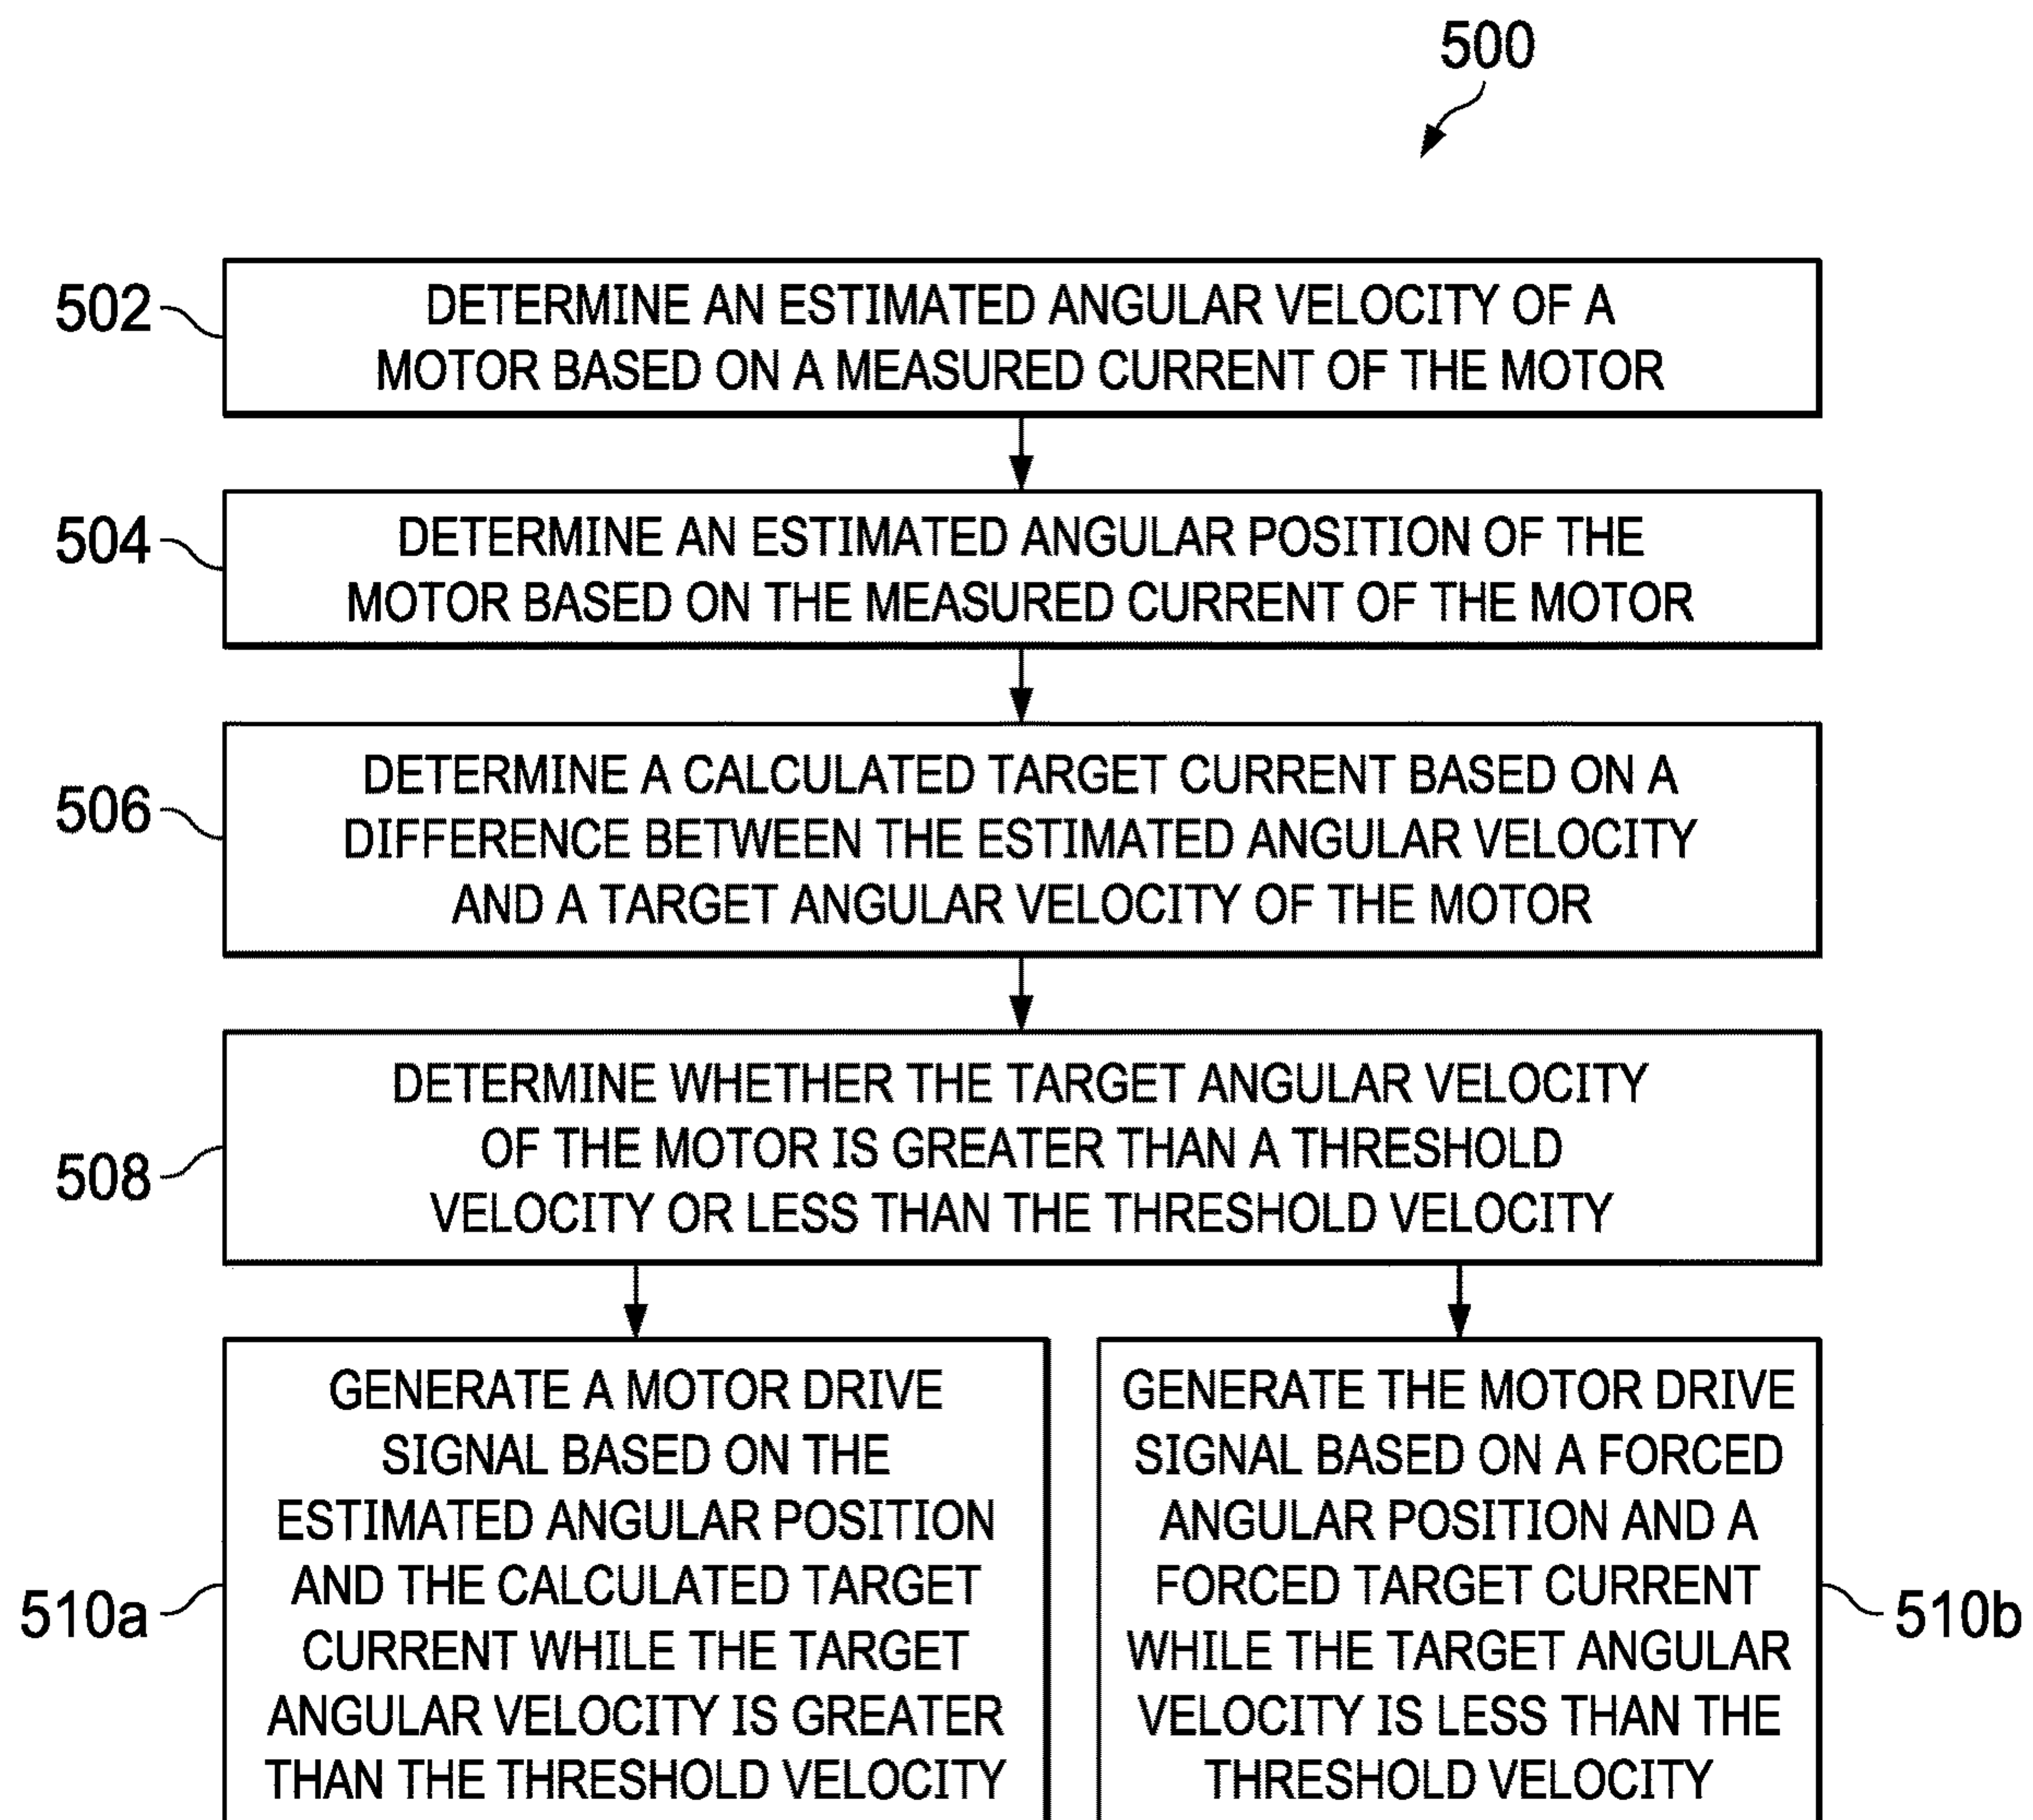 500
502
DETERMINE AN ESTIMATED ANGULAR VELOCITY OF A
MOTOR BASED ON A MEASURED CURRENT OF THE MOTOR
504
DETERMINE AN ESTIMATED ANGULAR POSITION OF THE
MOTOR BASED ON THE MEASURED CURRENT OF THE MOTOR
506
DETERMINE A CALCULATED TARGET CURRENT BASED ON A
DIFFERENCE BETWEEN THE ESTIMATED ANGULAR VELOCITY
AND A TARGET ANGULAR VELOCITY OF THE MOTOR
508
DETERMINE WHETHER THE TARGET ANGULAR VELOCITY
OF THE MOTOR IS GREATER THAN A THRESHOLD
VELOCITY OR LESS THAN THE THRESHOLD VELOCITY
510a
GENERATE A MOTOR DRIVE
SIGNAL BASED ON THE
ESTIMATED ANGULAR POSITION
AND THE CALCULATED TARGET
CURRENT WHILE THE TARGET
ANGULAR VELOCITY IS GREATER
THAN THE THRESHOLD VELOCITY
GENERATE THE MOTOR DRIVE
SIGNAL BASED ON A FORCED
ANGULAR POSITION AND A
FORCED TARGET CURRENT
WHILE THE TARGET ANGULAR
VELOCITY IS LESS THAN THE
THRESHOLD VELOCITY
510b